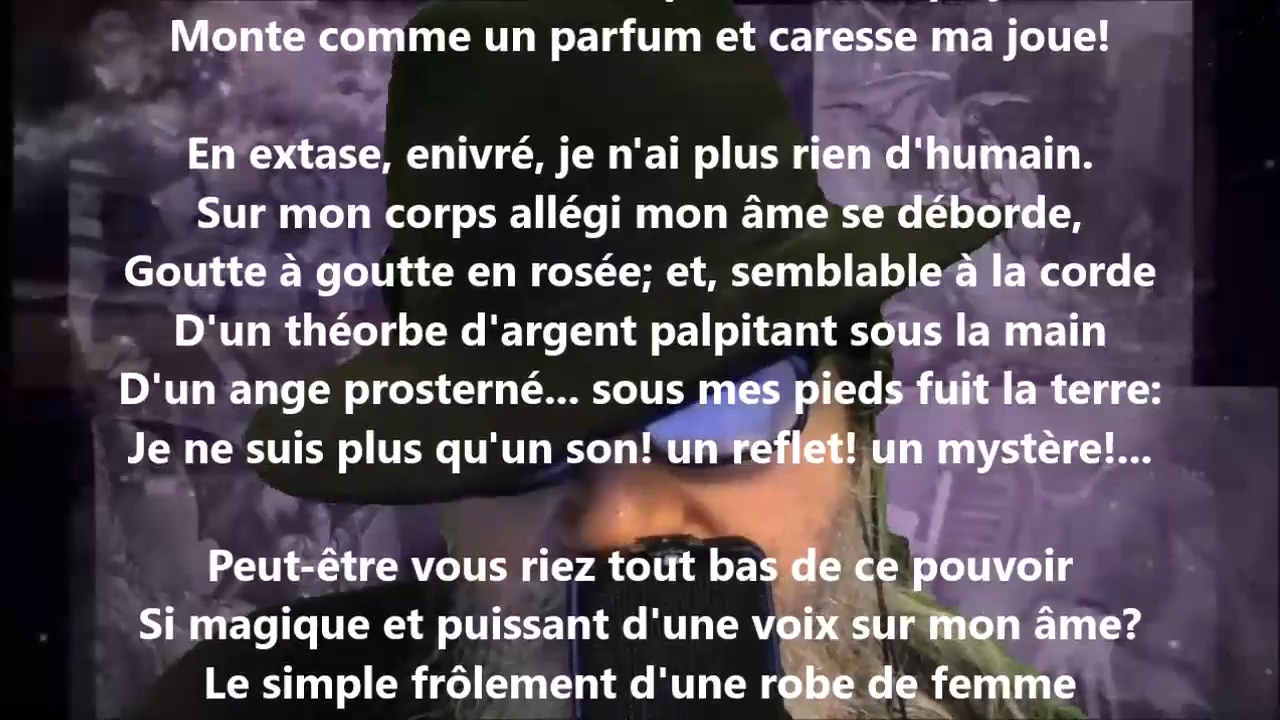 Monte comme un parfum et caresse ma joue!
En extase, enivré, je n'ai plus rien d'humain.
Sur mon corps allégi mon âme se déborde,
Goutte à goutte en rosée; et, semblable à la corde
D'un théorbe d'argent palpitant sous la main
D'un ange prosterné... sous mes pieds fuit la terre:
Je ne suis plus qu'un son! un reflet! un mystère!...
Peut-être vous riez tout bas de ce pouvoir
Si magique et puissant d'une voix sur mon âme?
Le simple frôlement d'une robe de femme